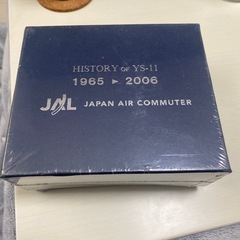 HISTORY OF YS-11
1965 ▶ 2006
JAL JAPAN AIR COMMUTER